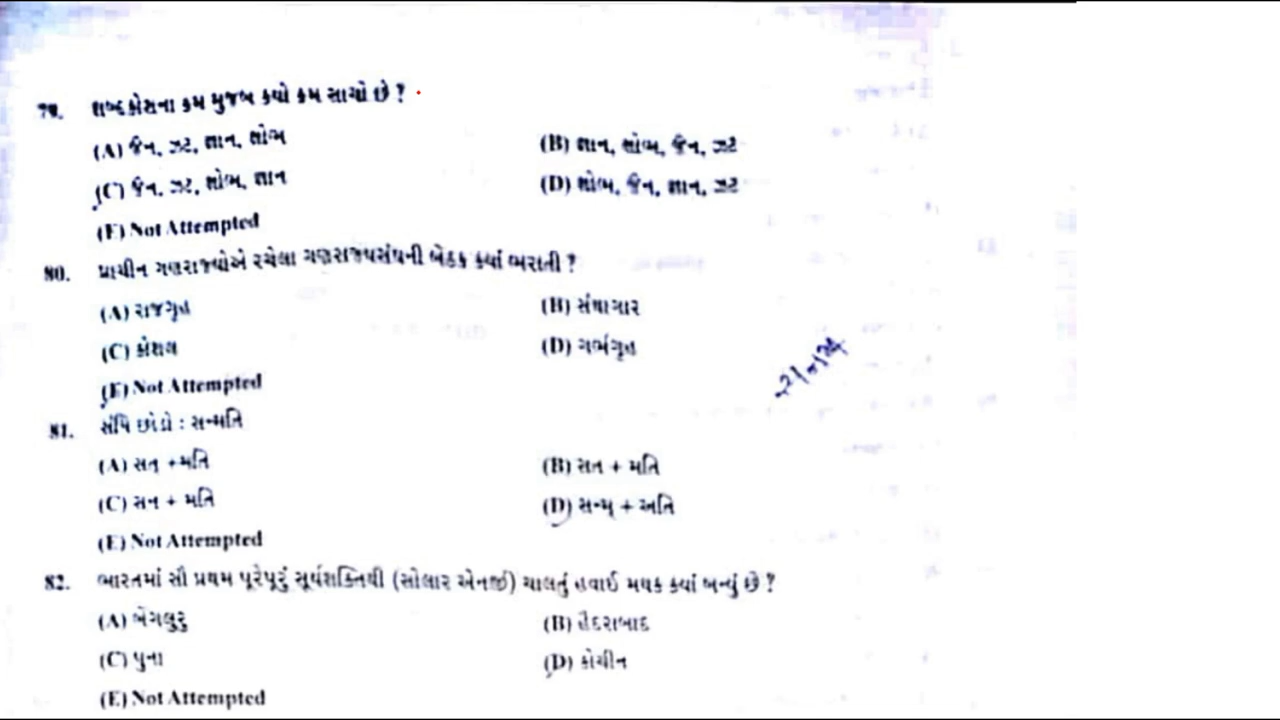 79. શબ્દકોશના ક્રમ મુજબ કયો ક્રમ સાચો છે ?
(A) જૈન, ઝટ, જ્ઞાન, ક્ષોભ (B) જ્ઞાન, ક્ષોભ, જૈન, ઝટ
(C) જૈન, ઝટ, ક્ષોભ, જ્ઞાન (D) ક્ષોભ, જૈન, જ્ઞાન, ઝટ
(E) Not Attempted
80. પ્રાચીન ગણરાજ્યોએ રચેલા ગણરાજ્યસંઘની બેઠક ક્યાં ભરાતી ?
(A) રાજગૃહ (B) સંથાગાર
(C) કોશલ (D) ગર્ભગૃહ
(E) Not Attempted
81. સંધિ છોડો : સન્મતિ
(A) સત્ +મતિ (B) સત + મતિ
(C) સન + મતિ (D) સન્મ્ + અતિ
(E) Not Attempted
82. ભારતમાં સૌ પ્રથમ પૂરેપૂરું સૂર્યશક્તિથી (સોલાર એનર્જી) ચાલતું હવાઈ મથક ક્યાં બન્યું છે ?
(A) બેંગલુરુ (B) હૈદરાબાદ
(C) પુના (D) કોચીન
(E) Not Attempted